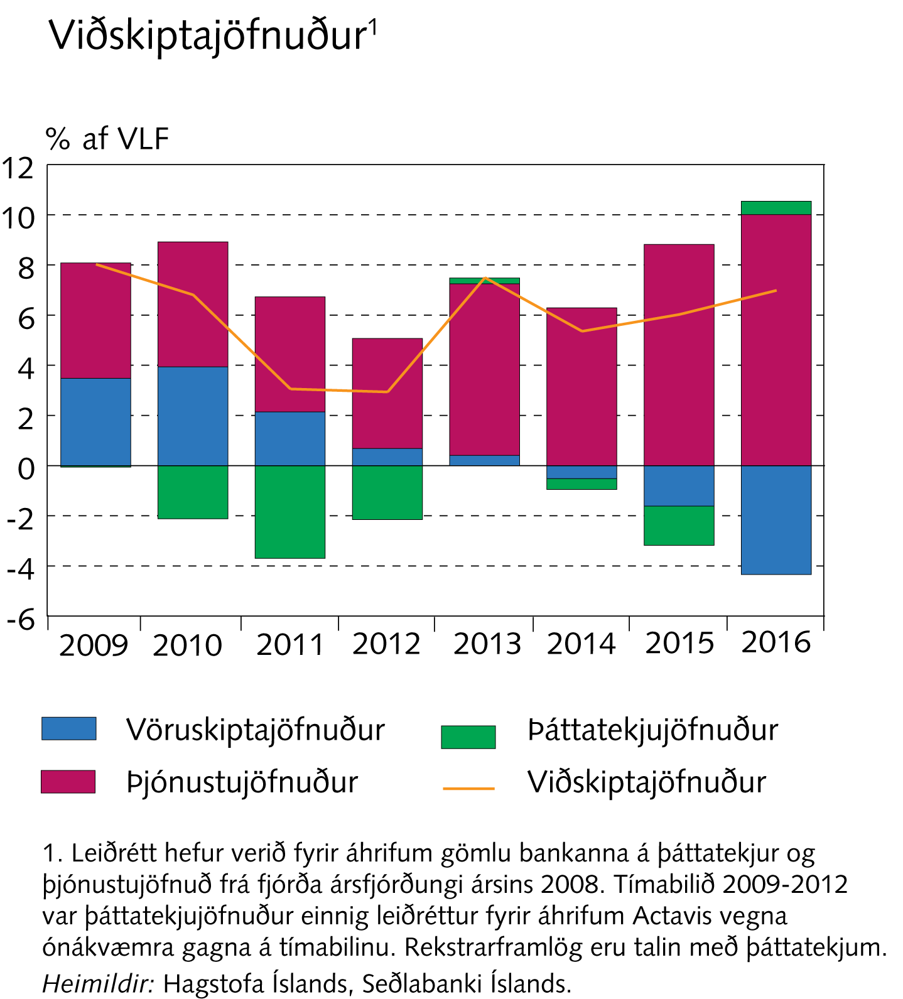 Viðskiptajöfnuður¹
% af VLF
12
10
8
6
4
2
0
-2
-4
-6
2009 2010 2011 2012 2013 2014 2015 2016
Vöruskiptajöfnuður
Þjónustujöfnuður
Þáttatekjujöfnuður
Viðskiptajöfnuður
1. Leiðrétt hefur verið fyrir áhrifum gömlu bankanna á þáttatekjur og
þjónustujöfnuð frá fjórða ársfjórðungi ársins 2008. Tímabilið 2009-2012
var þáttatekjujöfnuður einnig leiðréttur fyrir áhrifum Actavis vegna
ónákvæmra gagna á tímabilinu. Rekstrarframlög eru talin með þáttatekjum.
Heimildir: Hagstofa Íslands, Seðlabanki Íslands.